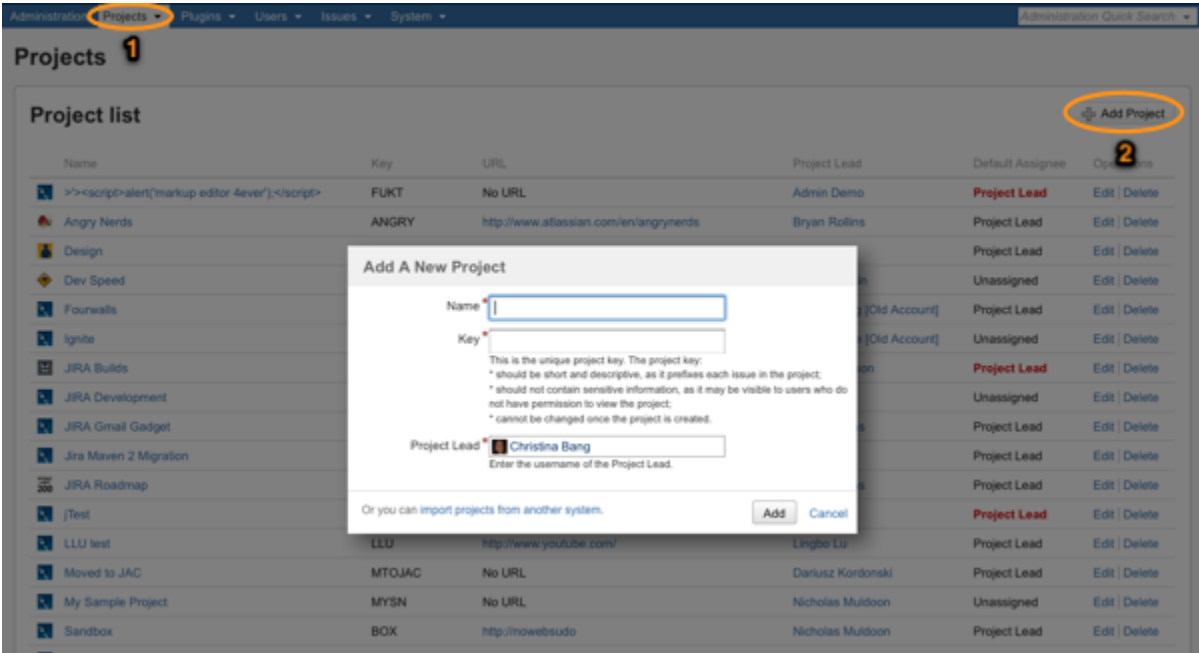 Administration Projects Plugins Users Issues System Administration Quick Search
1
Projects
Project list
Add Project
2
Name Key URL Project Lead Default Assignee
>'><script>alert('markup editor 4ever');</script> FUKT No URL Admin Demo Project Lead Edit | Delete
Angry Nerds ANGRY http://www.atlassian.com/en/angrynerds Bryan Rollins Project Lead Edit | Delete
Design Project Lead Edit | Delete
Dev Speed Unassigned Edit | Delete
Fourwalls [Old Account] Project Lead Edit | Delete
Ignite [Old Account] Unassigned Edit | Delete
JIRA Builds Project Lead Edit | Delete
JIRA Development Unassigned Edit | Delete
JIRA Gmail Gadget Project Lead Edit | Delete
Jira Maven 2 Migration Project Lead Edit | Delete
JIRA Roadmap Project Lead Edit | Delete
jTest Project Lead Edit | Delete
LLU test LLU http://www.youtube.com/ Lingbo Lu Project Lead Edit | Delete
Moved to JAC MTOJAC No URL Dariusz Kordonski Project Lead Edit | Delete
My Sample Project MYSN No URL Nicholas Muldoon Unassigned Edit | Delete
Sandbox BOX http://nowebsudo Nicholas Muldoon Project Lead Edit | Delete
Add A New Project
Name *
Key *
This is the unique project key. The project key:
* should be short and descriptive, as it prefixes each issue in the project;
* should not contain sensitive information, as it may be visible to users who do
not have permission to view the project;
* cannot be changed once the project is created.
Project Lead * Christina Bang
Enter the username of the Project Lead.
Or you can import projects from another system. Add Cancel